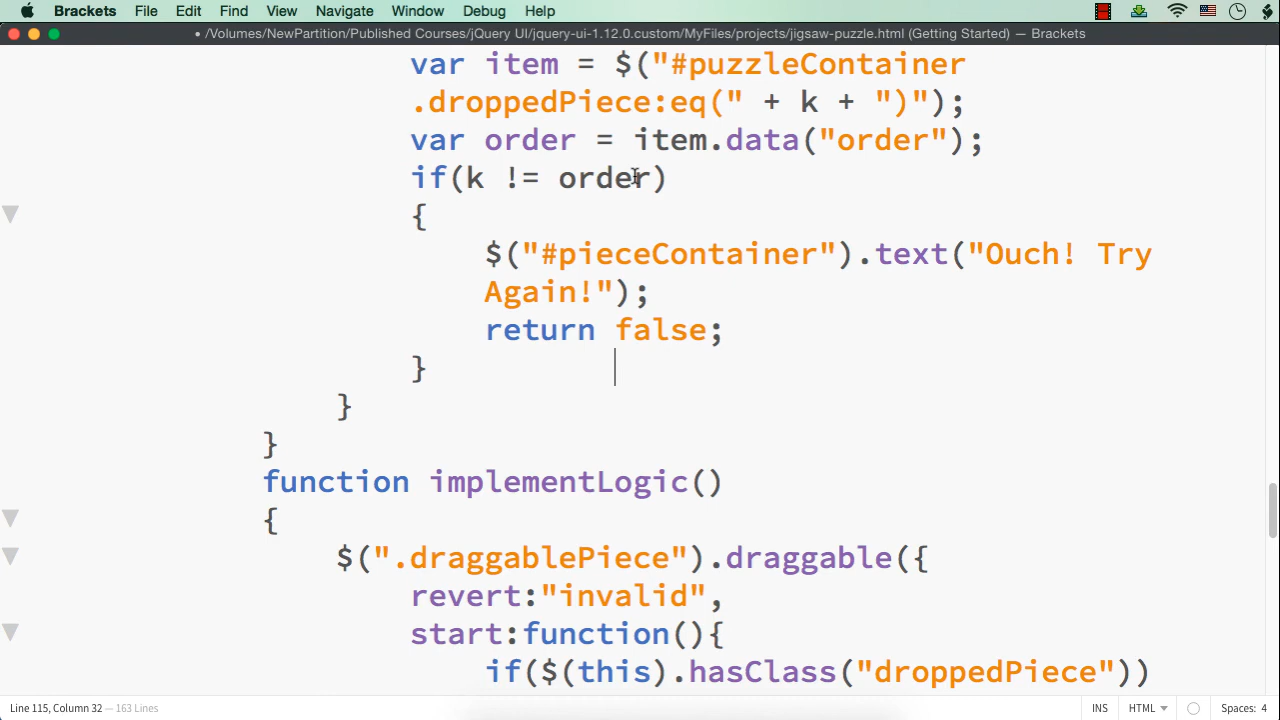 Brackets File Edit Find View Navigate Window Debug Help
• /Volumes/NewPartition/Published Courses/jQuery UI/jquery-ui-1.12.0.custom/MyFiles/projects/jigsaw-puzzle.html (Getting Started) — Brackets
var item = $("#puzzleContainer
.droppedPiece:eq(" + k + ")");
var order = item.data("order");
if(k != order)
{
$("#pieceContainer").text("Ouch! Try
Again!");
return false;
}
}
}
function implementLogic()
{
$(".draggablePiece").draggable({
revert:"invalid",
start:function(){
if($(this).hasClass("droppedPiece"))
Line 115, Column 32 — 163 Lines INS HTML Spaces: 4